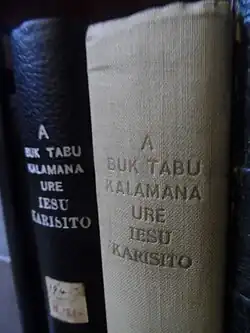 A
BUK TABU
KALAMANA
URE
IESU
KARISITO
A
BUK TABU
KALAMANA
URE
IESU
KARISITO